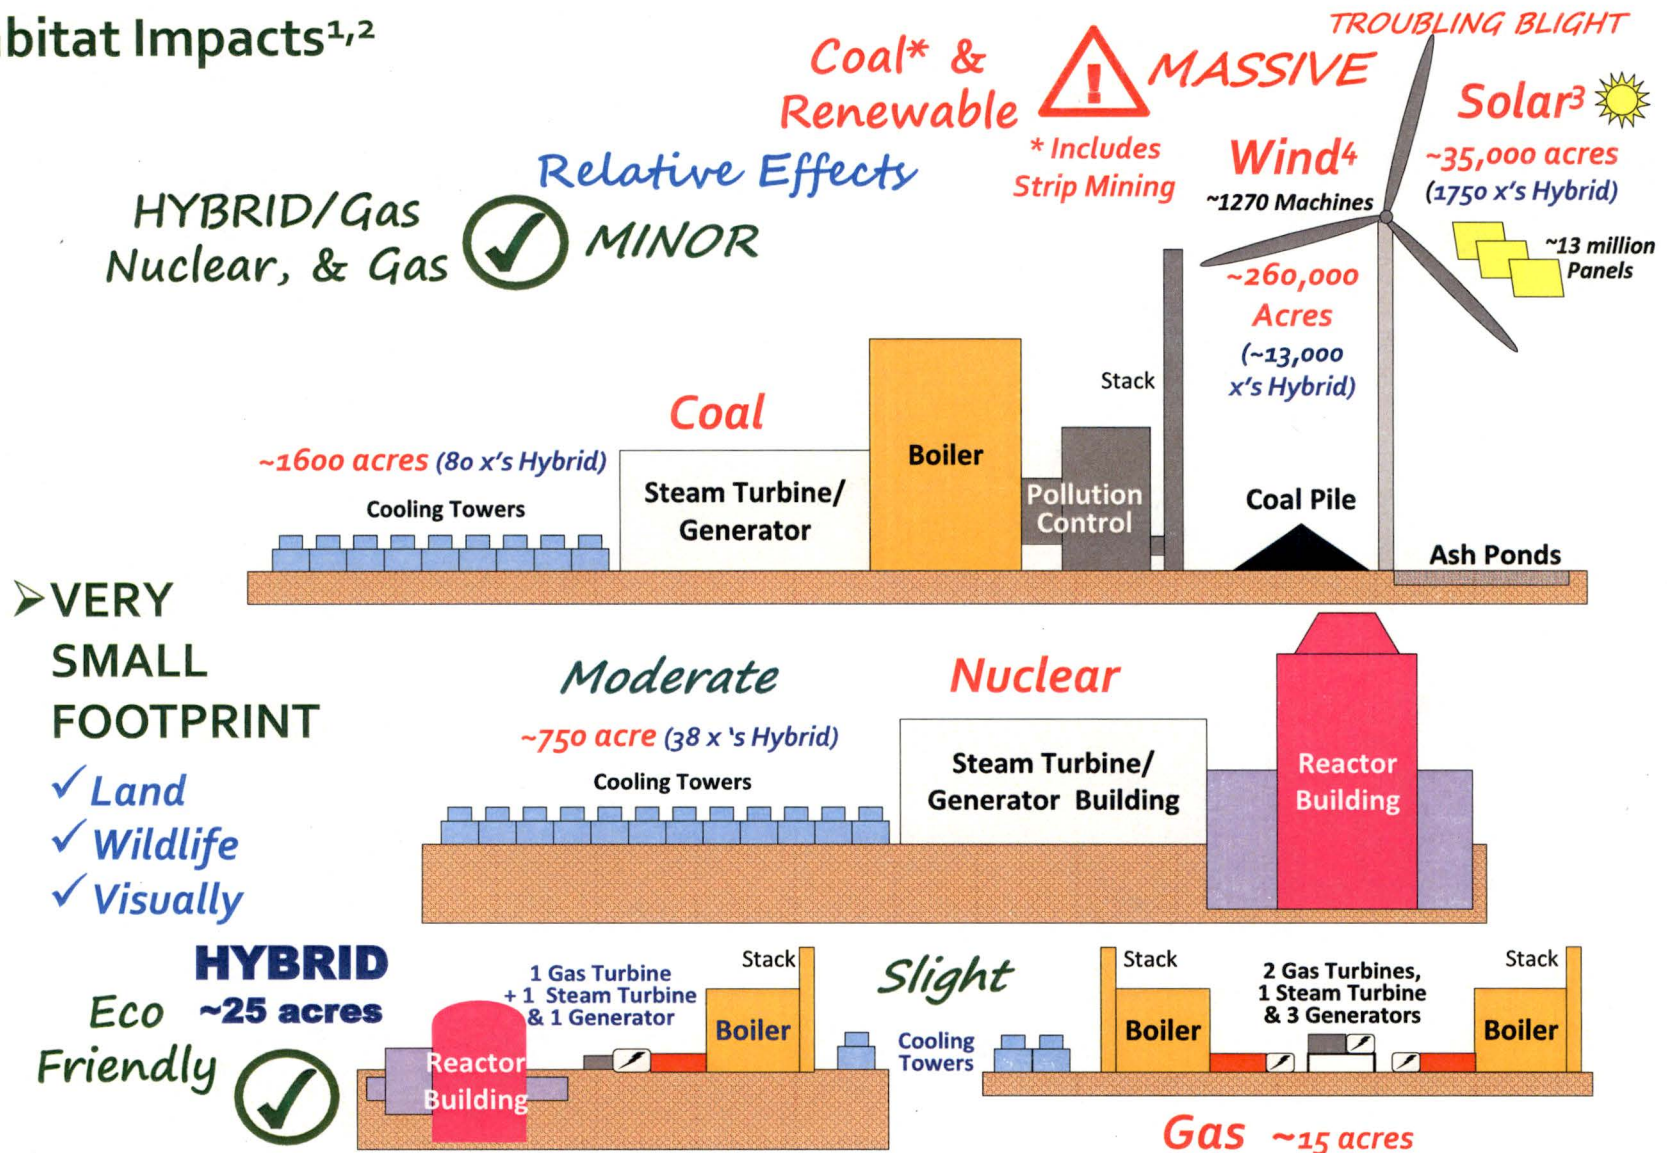 bitat Impacts¹,²
TROUBLING BLIGHT
Coal* &
Renewable
!
MASSIVE
* Includes
Strip Mining
Solar³
~35,000 acres
(1750 x's Hybrid)
~13 million
Panels
Wind⁴
~1270 Machines
~260,000
Acres
(~13,000
x's Hybrid)
Relative Effects
HYBRID/Gas
Nuclear, & Gas
MINOR
Coal
~1600 acres (80 x's Hybrid)
Cooling Towers
Steam Turbine/
Generator
Boiler
Pollution
Control
Stack
Coal Pile
Ash Ponds
➢VERY
SMALL
FOOTPRINT
✓ Land
✓ Wildlife
✓ Visually
Moderate
~750 acre (38 x 's Hybrid)
Cooling Towers
Nuclear
Steam Turbine/
Generator Building
Reactor
Building
HYBRID
~25 acres
Eco
Friendly
Reactor
Building
1 Gas Turbine
+ 1 Steam Turbine
& 1 Generator
Stack
Boiler
Slight
Cooling
Towers
Stack
Boiler
2 Gas Turbines,
1 Steam Turbine
& 3 Generators
Stack
Boiler
Gas ~15 acres